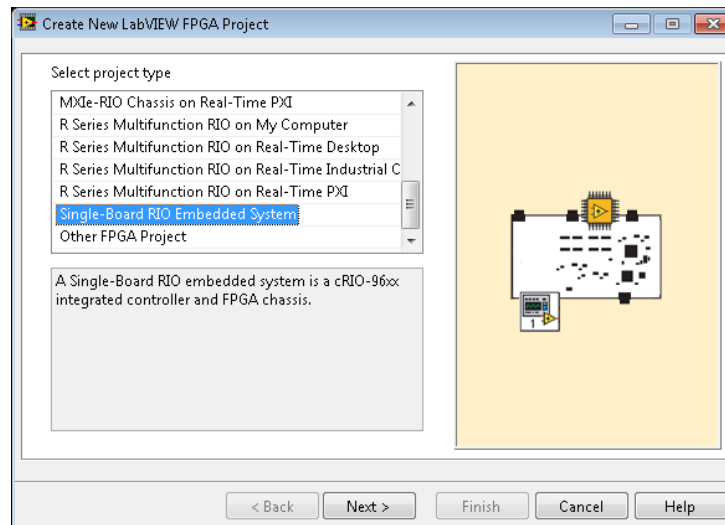 Create New LabVIEW FPGA Project
Select project type
MXIe-RIO Chassis on Real-Time PXI
R Series Multifunction RIO on My Computer
R Series Multifunction RIO on Real-Time Desktop
R Series Multifunction RIO on Real-Time Industrial C
R Series Multifunction RIO on Real-Time PXI
Single-Board RIO Embedded System
Other FPGA Project
A Single-Board RIO embedded system is a cRIO-96xx
integrated controller and FPGA chassis.
1
< Back
Next >
Finish
Cancel
Help